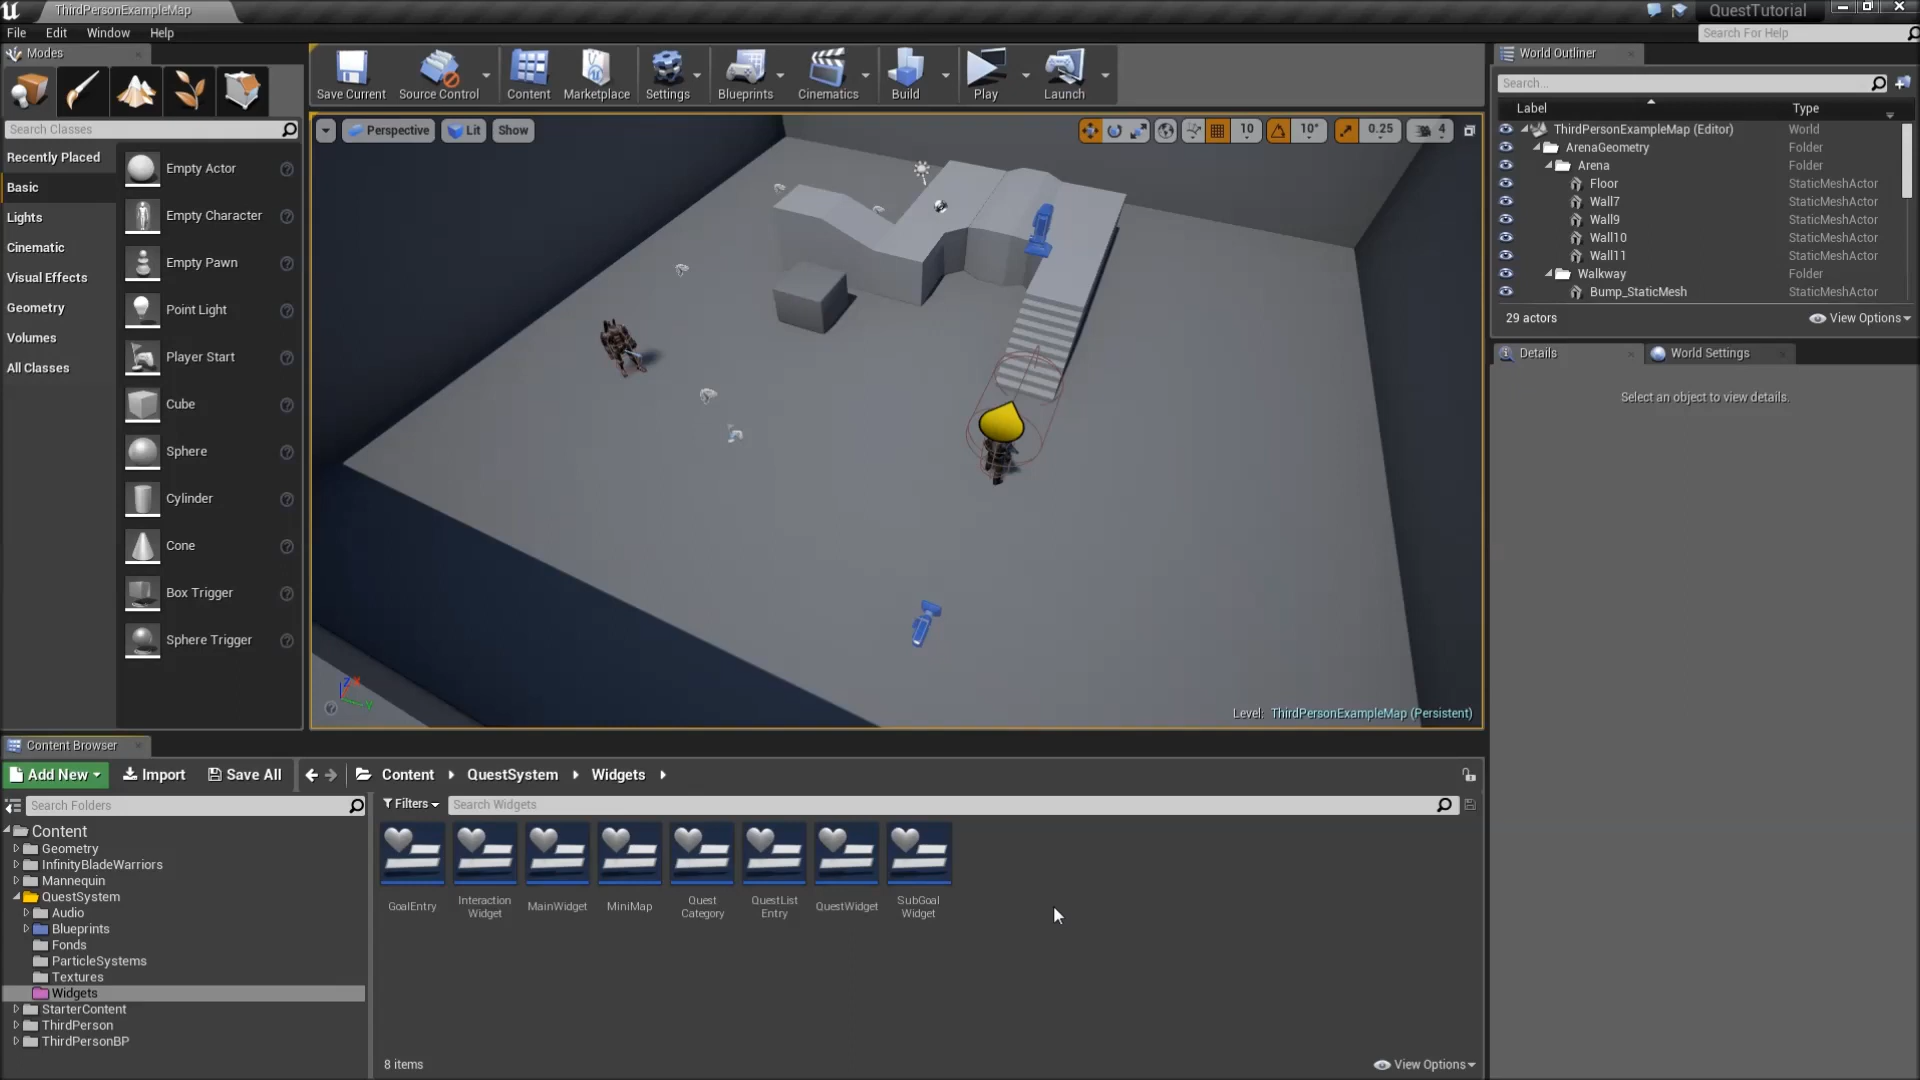 ThirdPersonExampleMap
QuestTutorial
File Edit Window Help
Search For Help
Modes
Search Classes
Recently Placed
Basic
Lights
Cinematic
Visual Effects
Geometry
Volumes
All Classes
Empty Actor
Empty Character
Empty Pawn
Point Light
Player Start
Cube
Sphere
Cylinder
Cone
Box Trigger
Sphere Trigger
Save Current
Source Control
Content
Marketplace
Settings
Blueprints
Cinematics
Build
Play
Launch
Perspective
Lit
Show
10
10°
0.25
4
Level: ThirdPersonExampleMap (Persistent)
World Outliner
Search...
Label Type
ThirdPersonExampleMap (Editor) World
ArenaGeometry Folder
Arena Folder
Floor StaticMeshActor
Wall7 StaticMeshActor
Wall9 StaticMeshActor
Wall10 StaticMeshActor
Wall11 StaticMeshActor
Walkway Folder
Bump_StaticMesh StaticMeshActor
29 actors
View Options
Details
World Settings
Select an object to view details.
Content Browser
Add New
Import
Save All
Content QuestSystem Widgets
Search Folders
Filters
Search Widgets
Content
Geometry
InfinityBladeWarriors
Mannequin
QuestSystem
Audio
Blueprints
Fonds
ParticleSystems
Textures
Widgets
StarterContent
ThirdPerson
ThirdPersonBP
GoalEntry
Interaction
Widget
MainWidget
MiniMap
Quest
Category
QuestList
Entry
QuestWidget
SubGoal
Widget
8 items
View Options